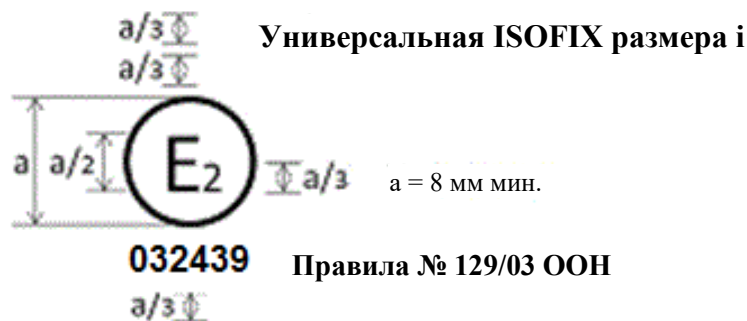 a/3
Универсальная ISOFIX размера i
a/3
a
a/2
E2
a/3
a = 8 мм мин.
032439
Правила № 129/03 ООН
a/3